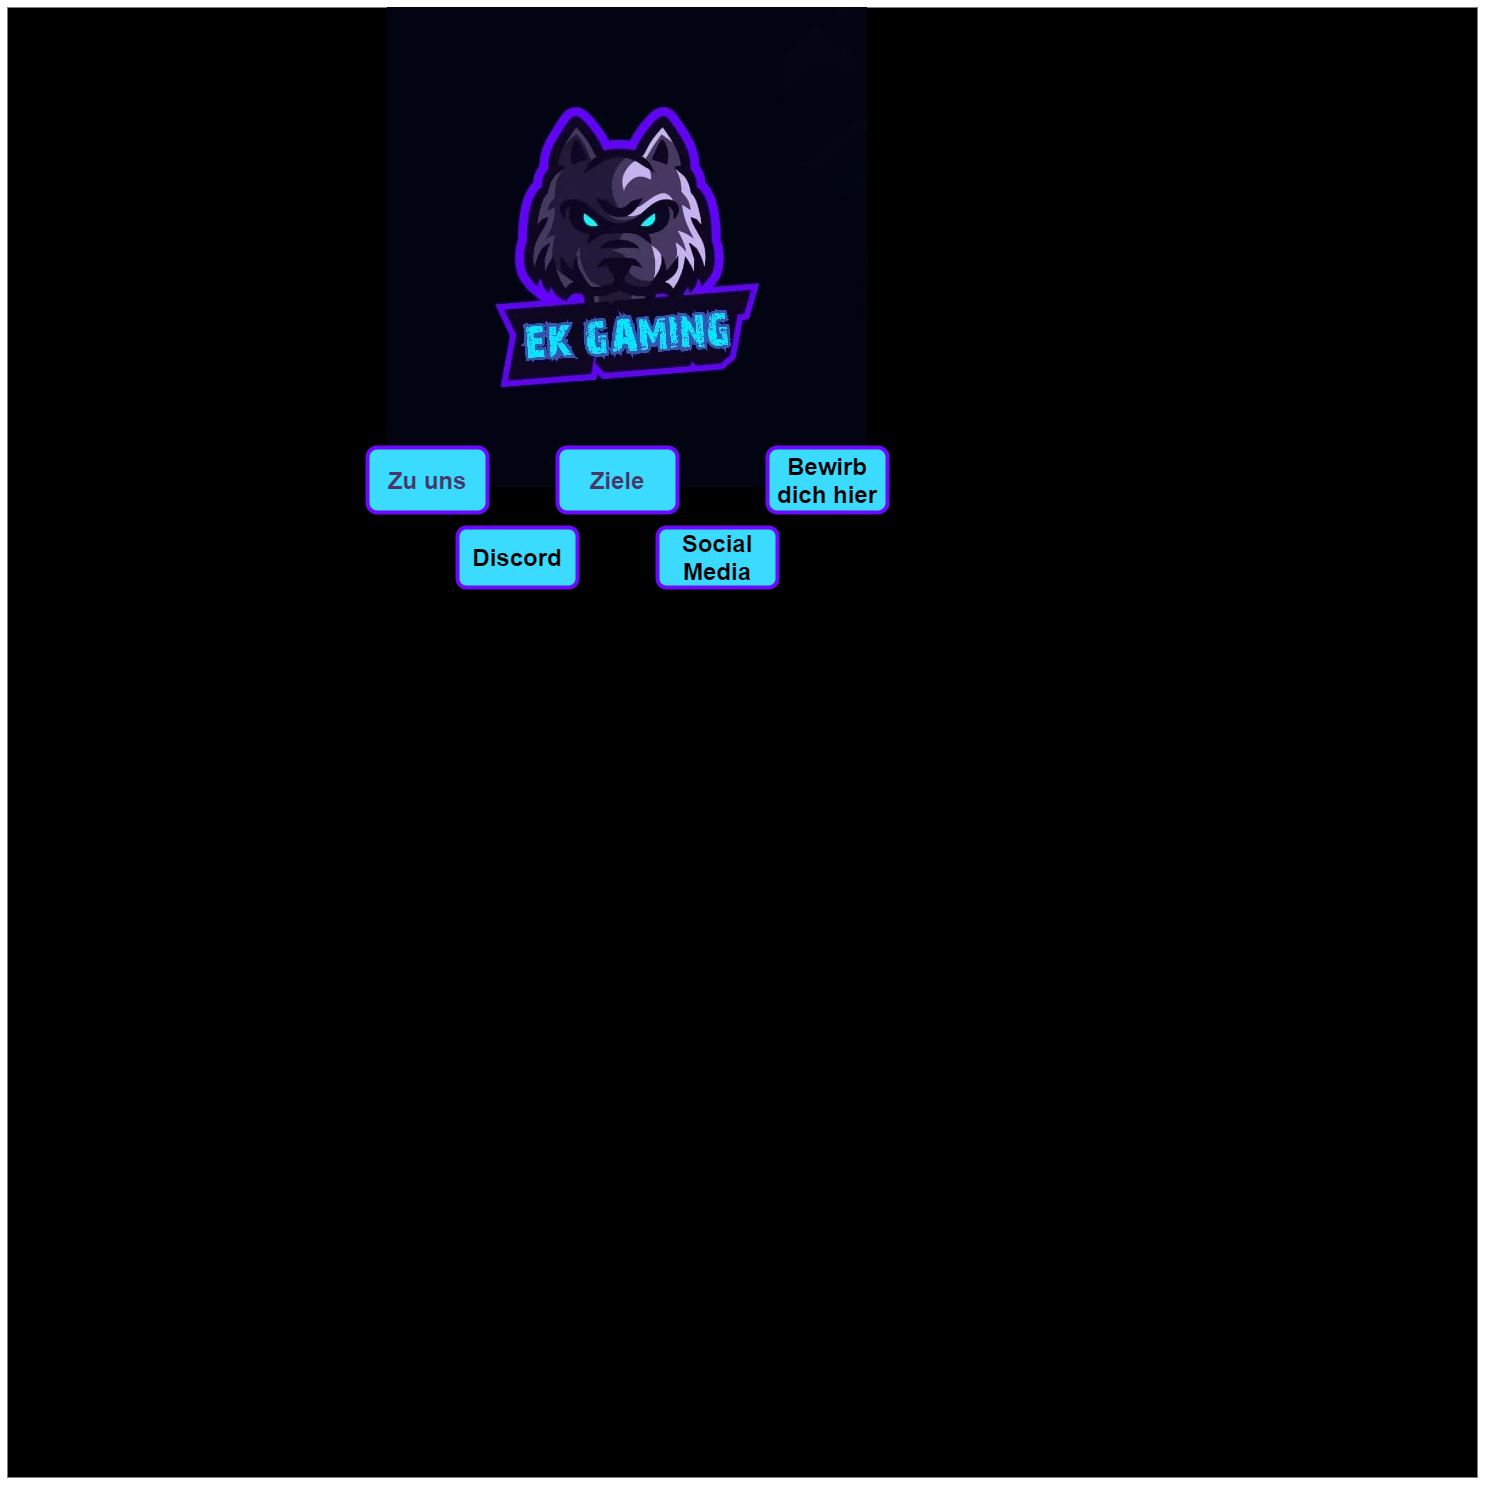 EK GAMING
Zu uns
Ziele
Bewirb
dich hier
Discord
Social
Media